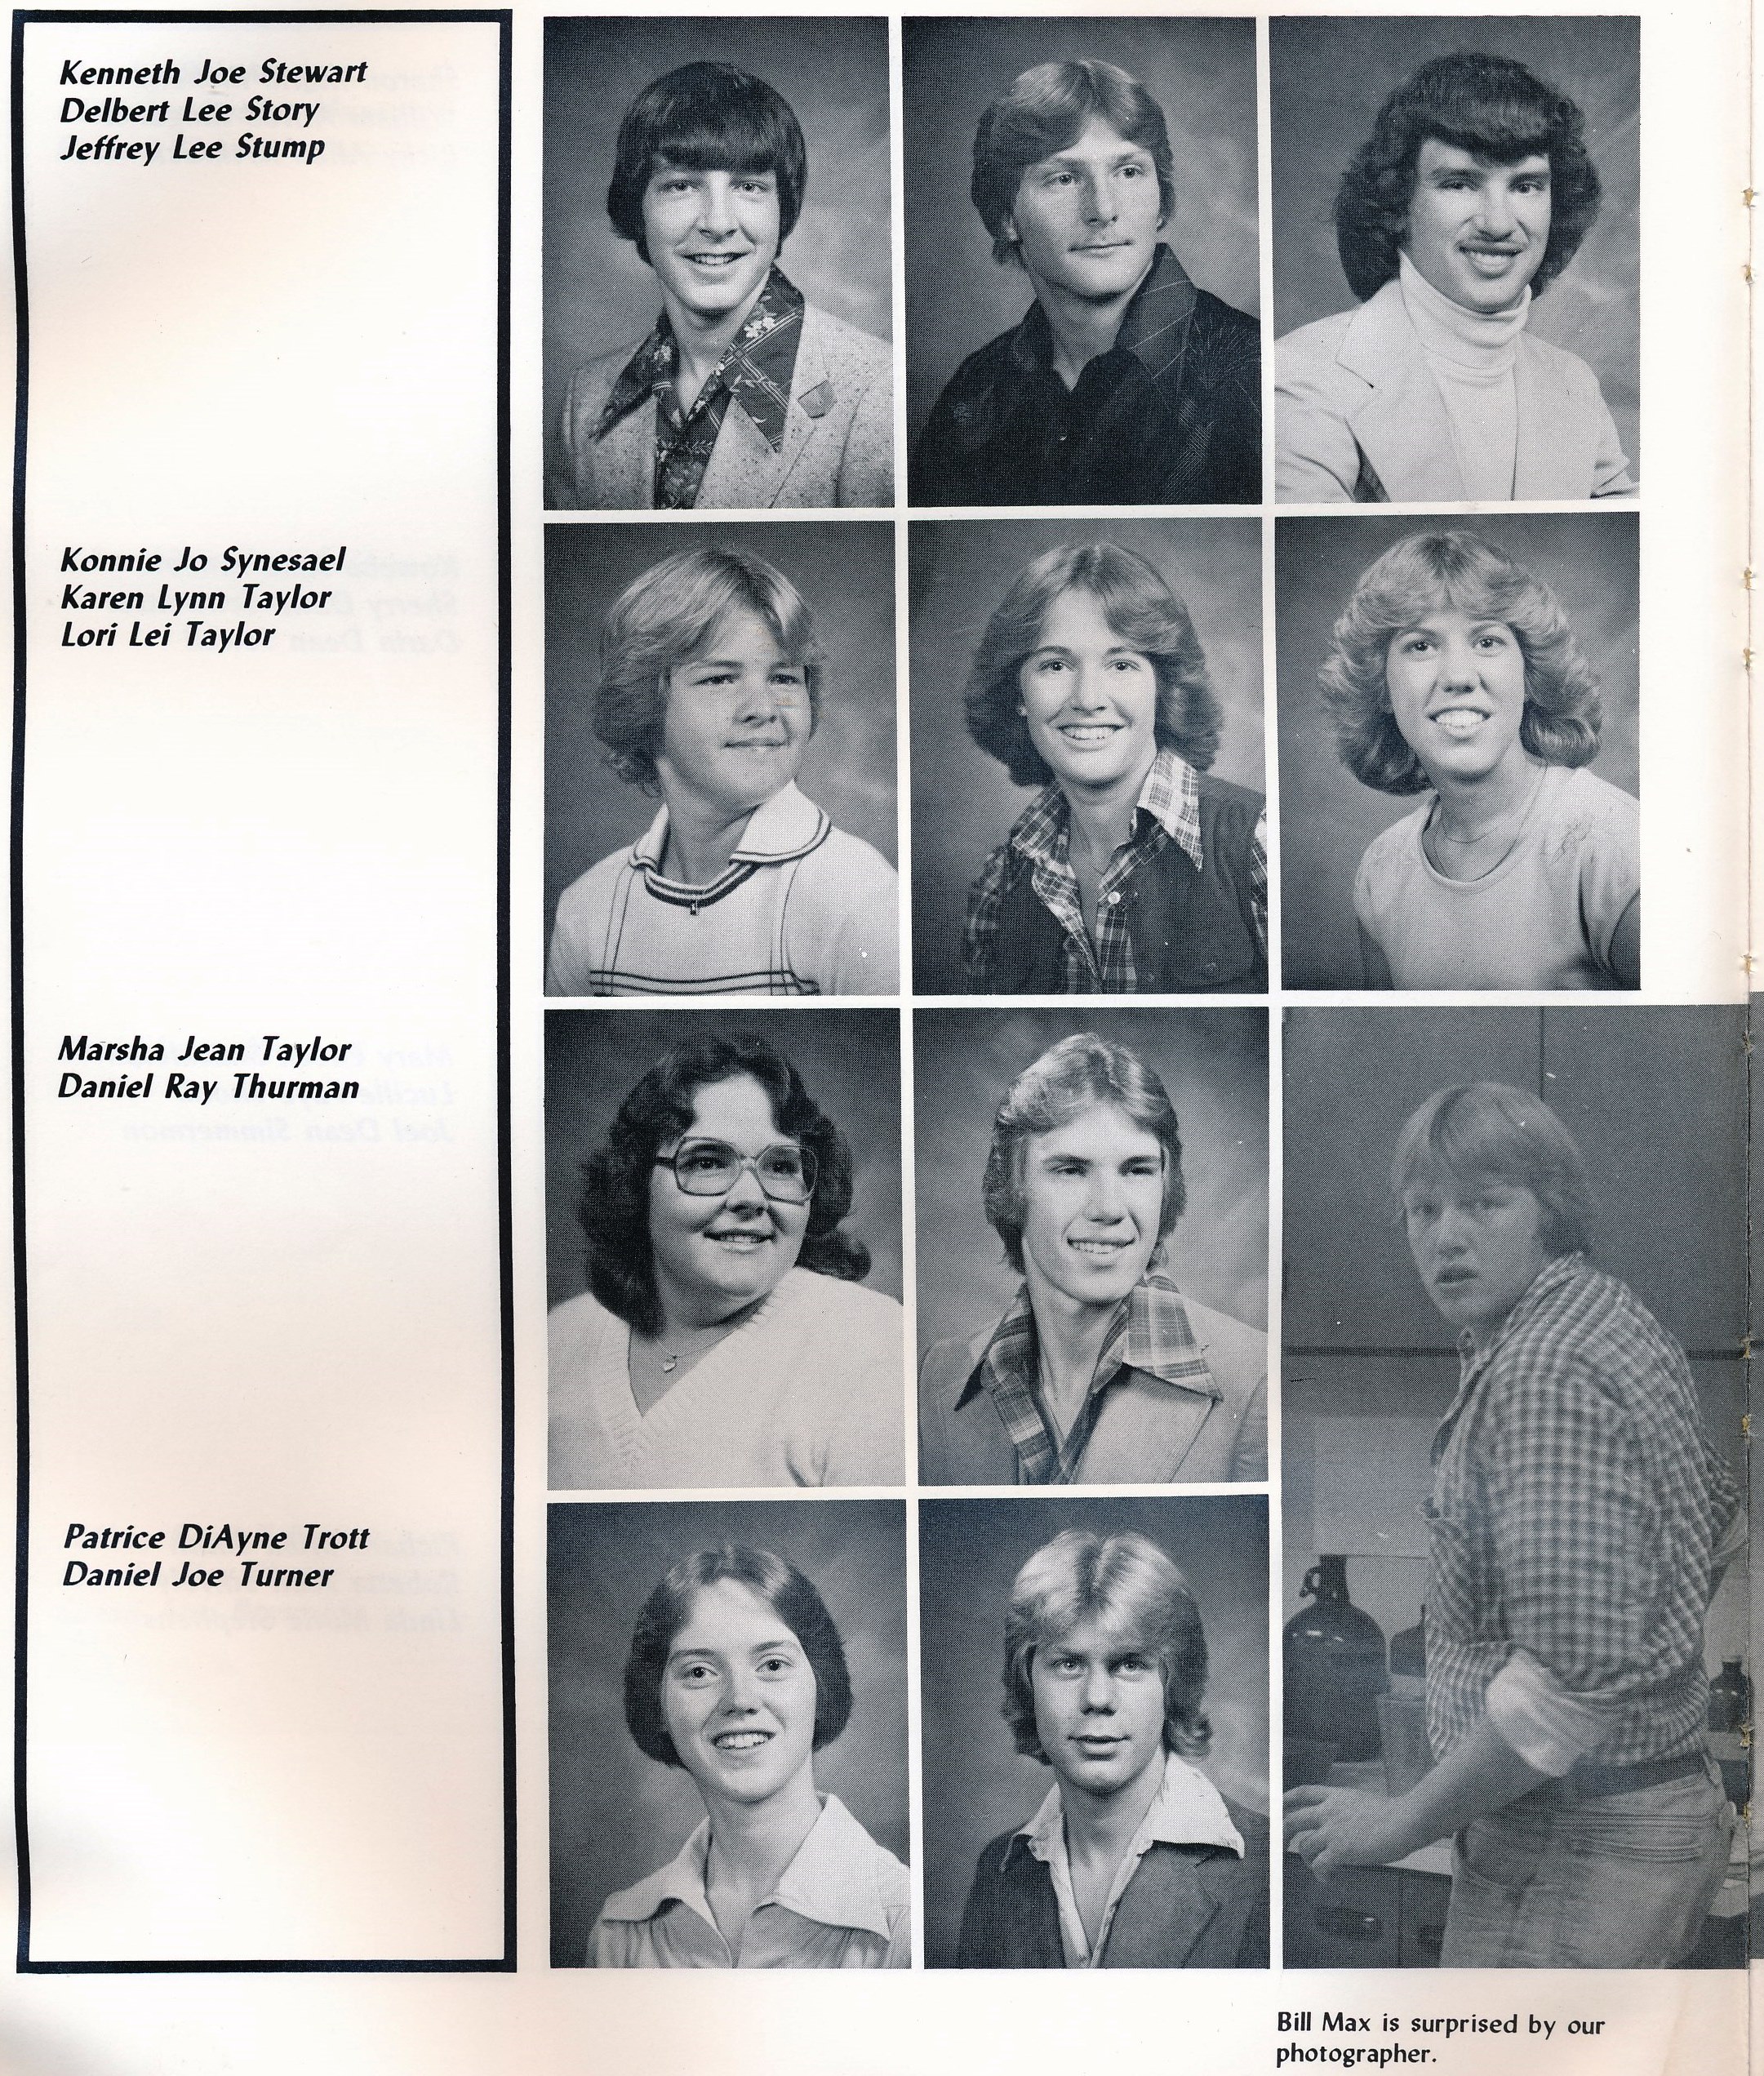 Kenneth Joe Stewart
Delbert Lee Story
Jeffrey Lee Stump
Konnie Jo Synesael
Karen Lynn Taylor
Lori Lei Taylor
Marsha Jean Taylor
Daniel Ray Thurman
Patrice DiAyne Trott
Daniel Joe Turner
Bill Max is surprised by our
photographer.